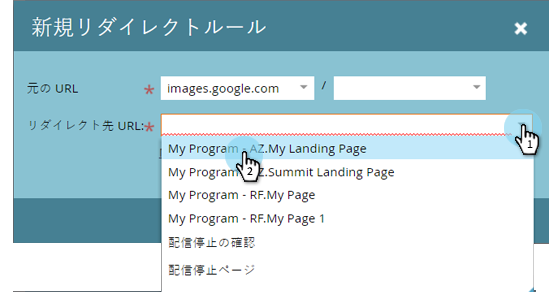 新規リダイレクトルール
元の URL * images.google.com /
リダイレクト先 URL:*
1
My Program - AZ.My Landing Page
2
My Program - AZ.Summit Landing Page
My Program - RF.My Page
My Program - RF.My Page 1
配信停止の確認
配信停止ページ